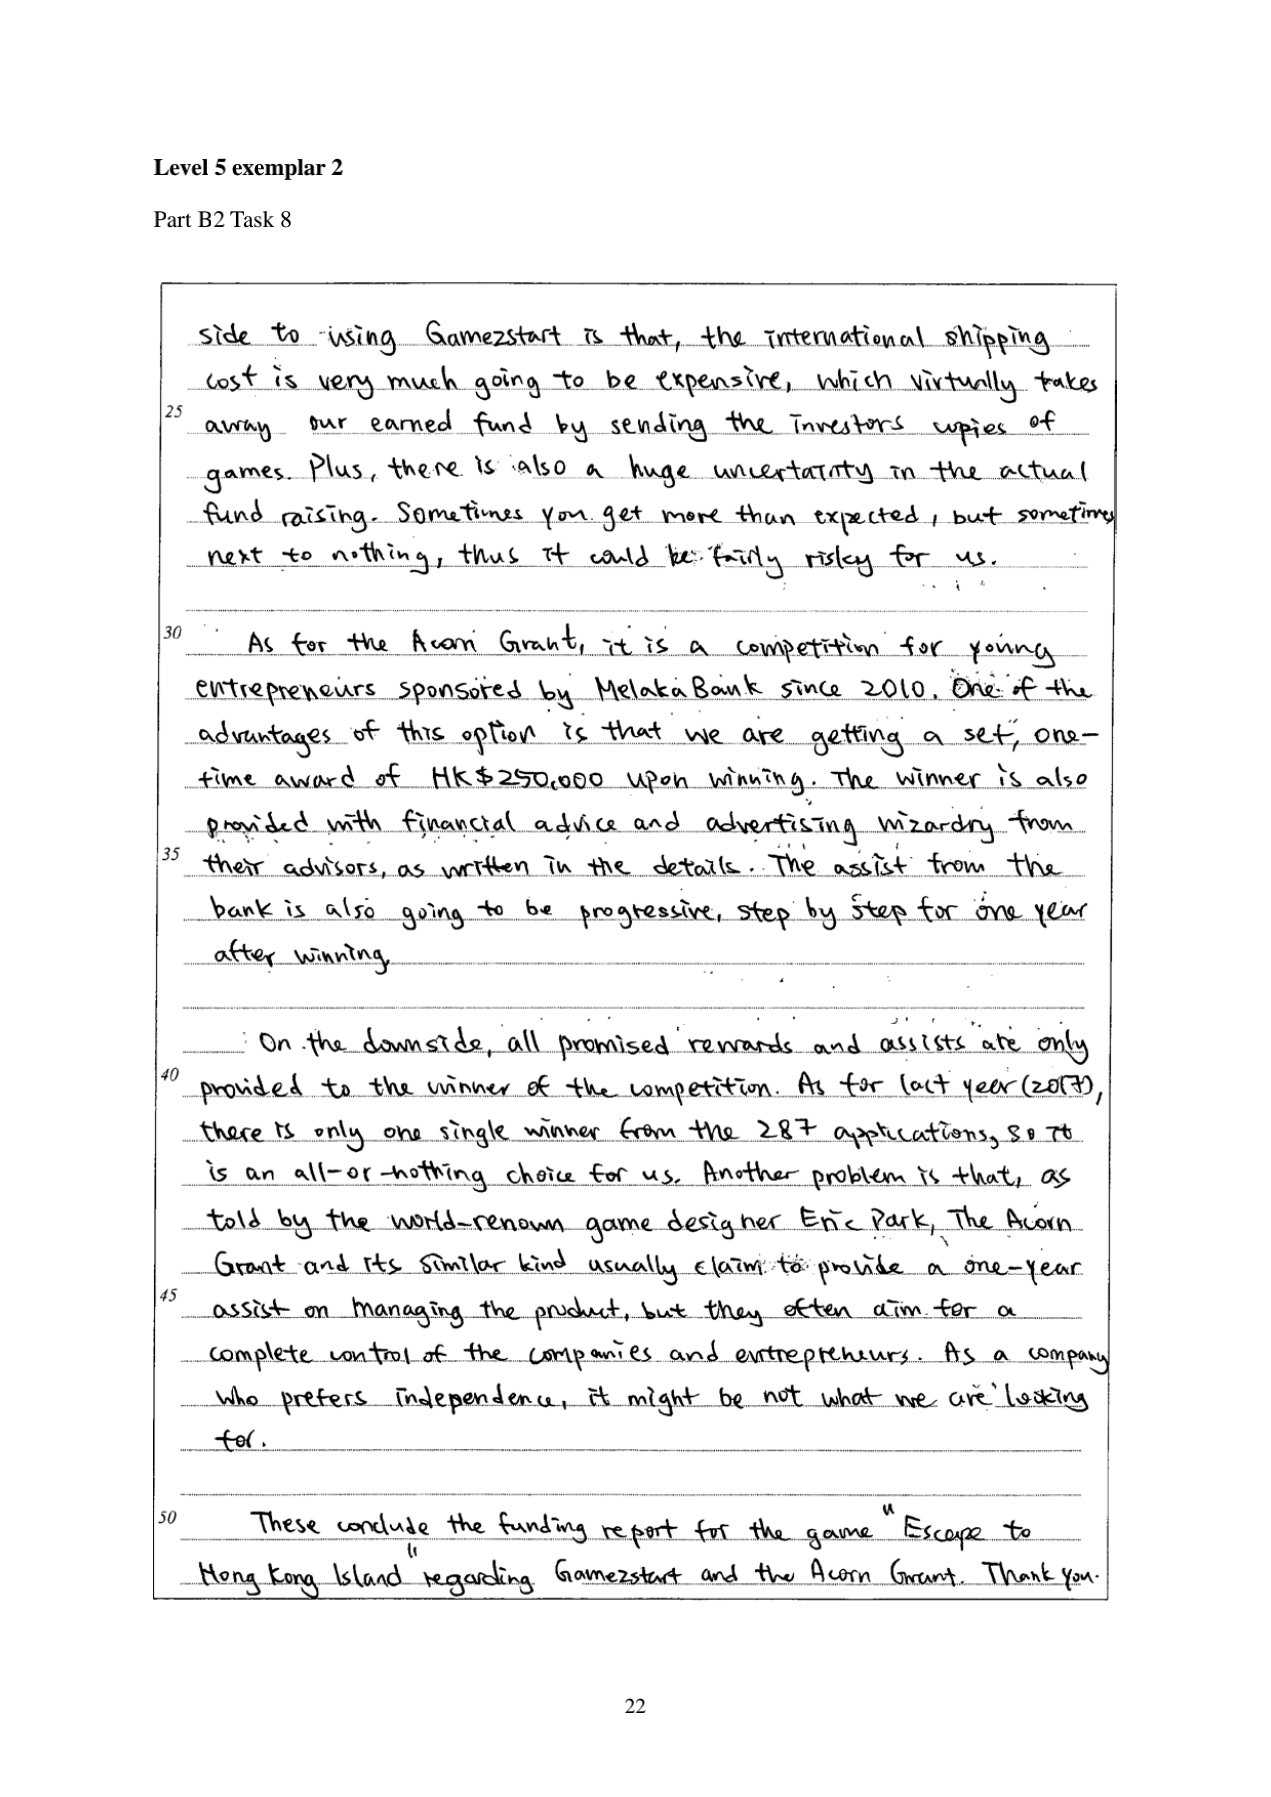 Level 5 exemplar 2
Part B2 Task 8
side to using Gamezstart is that, the international shipping
cost is very much going to be expensive, which virtually takes
25 away our earned fund by sending the investors copies of
games. Plus, there is also a huge uncertainty in the actual
fund raising. Sometimes you get more than expected, but sometimes
next to nothing, thus it could be fairly risky for us.
30 As for the Acorn Grant, it is a competition for young
entrepreneurs sponsored by Melaka Bank since 2010. One of the
advantages of this option is that we are getting a set, one-
time award of HK$250,000 upon winning. The winner is also
provided with financial advice and advertising wizardry from
35 their advisors, as written in the details. The assist from the
bank is also going to be progressive, step by step for one year
after winning.
On the downside, all promised rewards and assists are only
40 provided to the winner of the competition. As for last year (2017),
there is only one single winner from the 287 applications, so it
is an all-or-nothing choice for us. Another problem is that, as
told by the world-renown game designer Eric Park, The Acorn
Grant and its similar kind usually claim to provide a one-year
45 assist on managing the product, but they often aim for a
complete control of the companies and entrepreneurs. As a company
who prefers independence, it might be not what we are looking
for.
50 These conclude the funding report for the game "Escape to
Hong Kong Island" regarding Gamezstart and the Acorn Grant. Thank you.
22